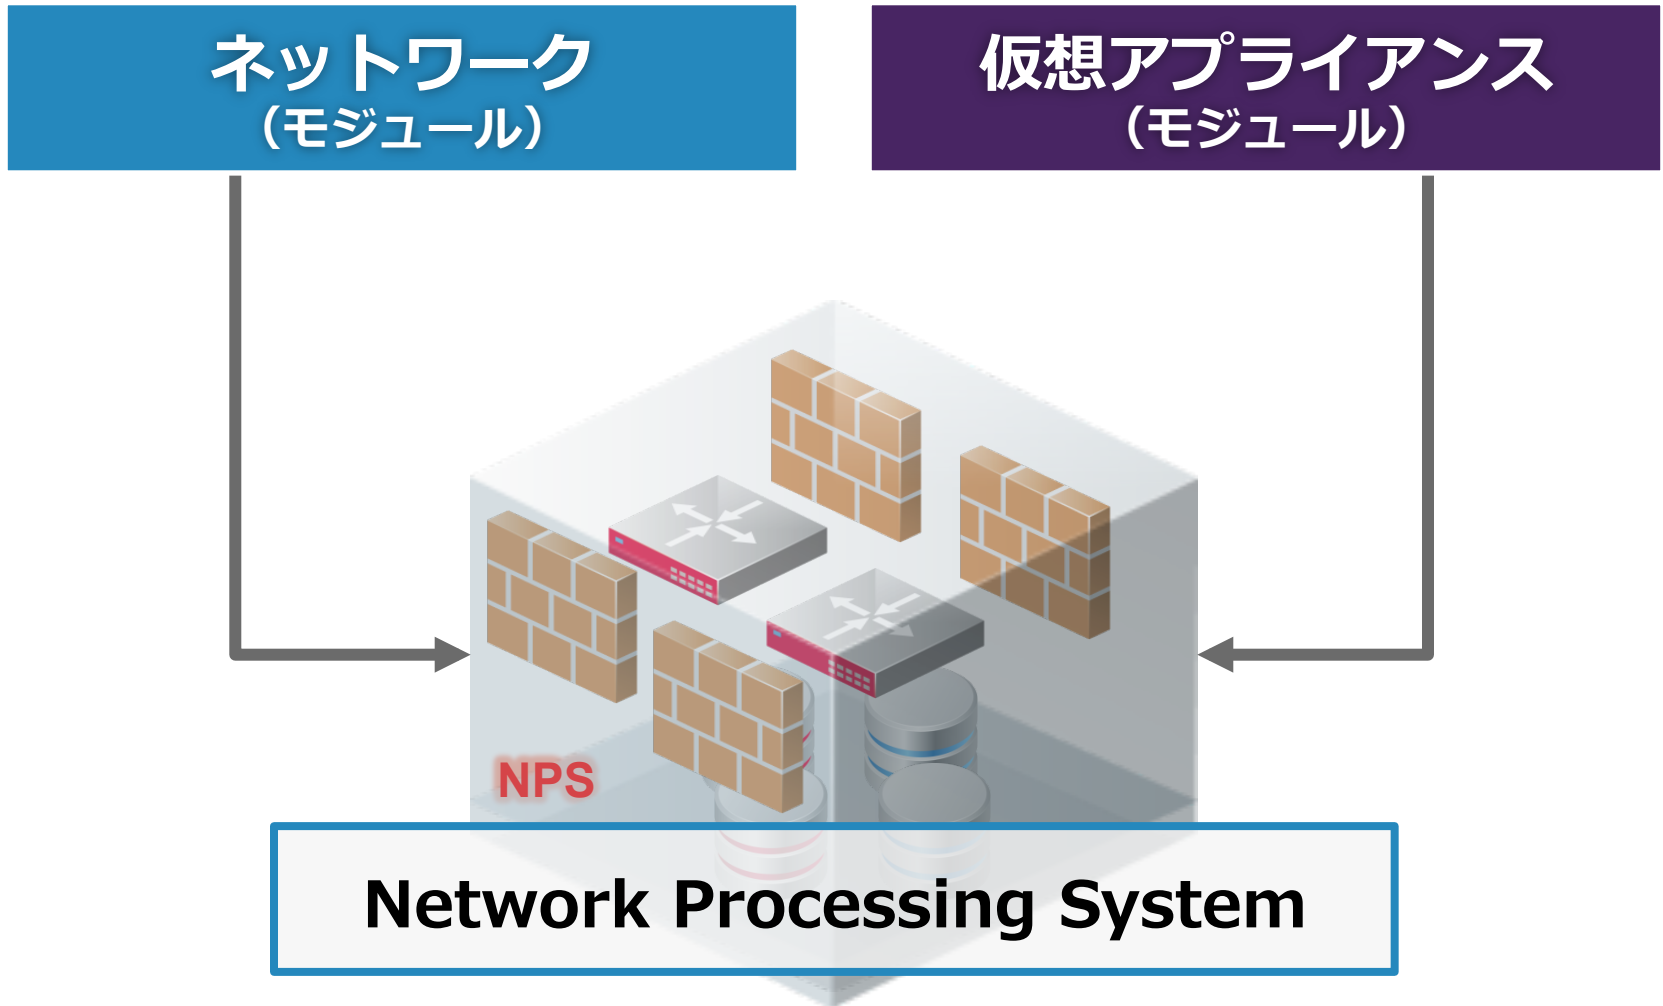 ネットワーク
（モジュール）
仮想アプライアンス
（モジュール）
NPS
Network Processing System